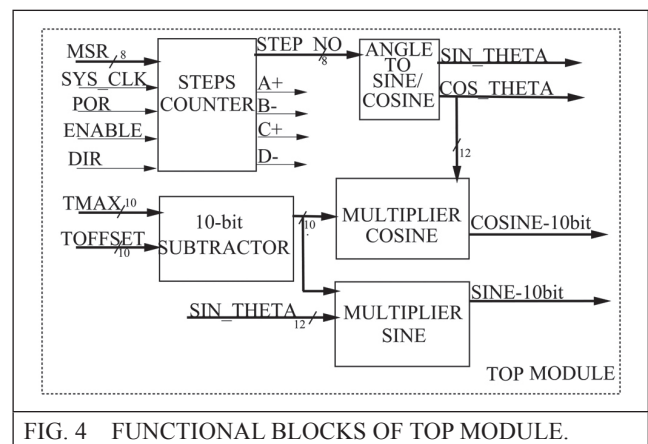 MSR 8
SYS_CLK
POR
ENABLE
DIR
STEPS
COUNTER
STEP_NO
8
A+
B-
C+
D-
ANGLE
TO
SINE/
COSINE
SIN_THETA
COS_THETA
12
TMAX 10
TOFFSET
10
10-bit
SUBTRACTOR
10
MULTIPLIER
COSINE
COSINE-10bit
SIN_THETA
12
MULTIPLIER
SINE
SINE-10bit
TOP MODULE
FIG. 4 FUNCTIONAL BLOCKS OF TOP MODULE.